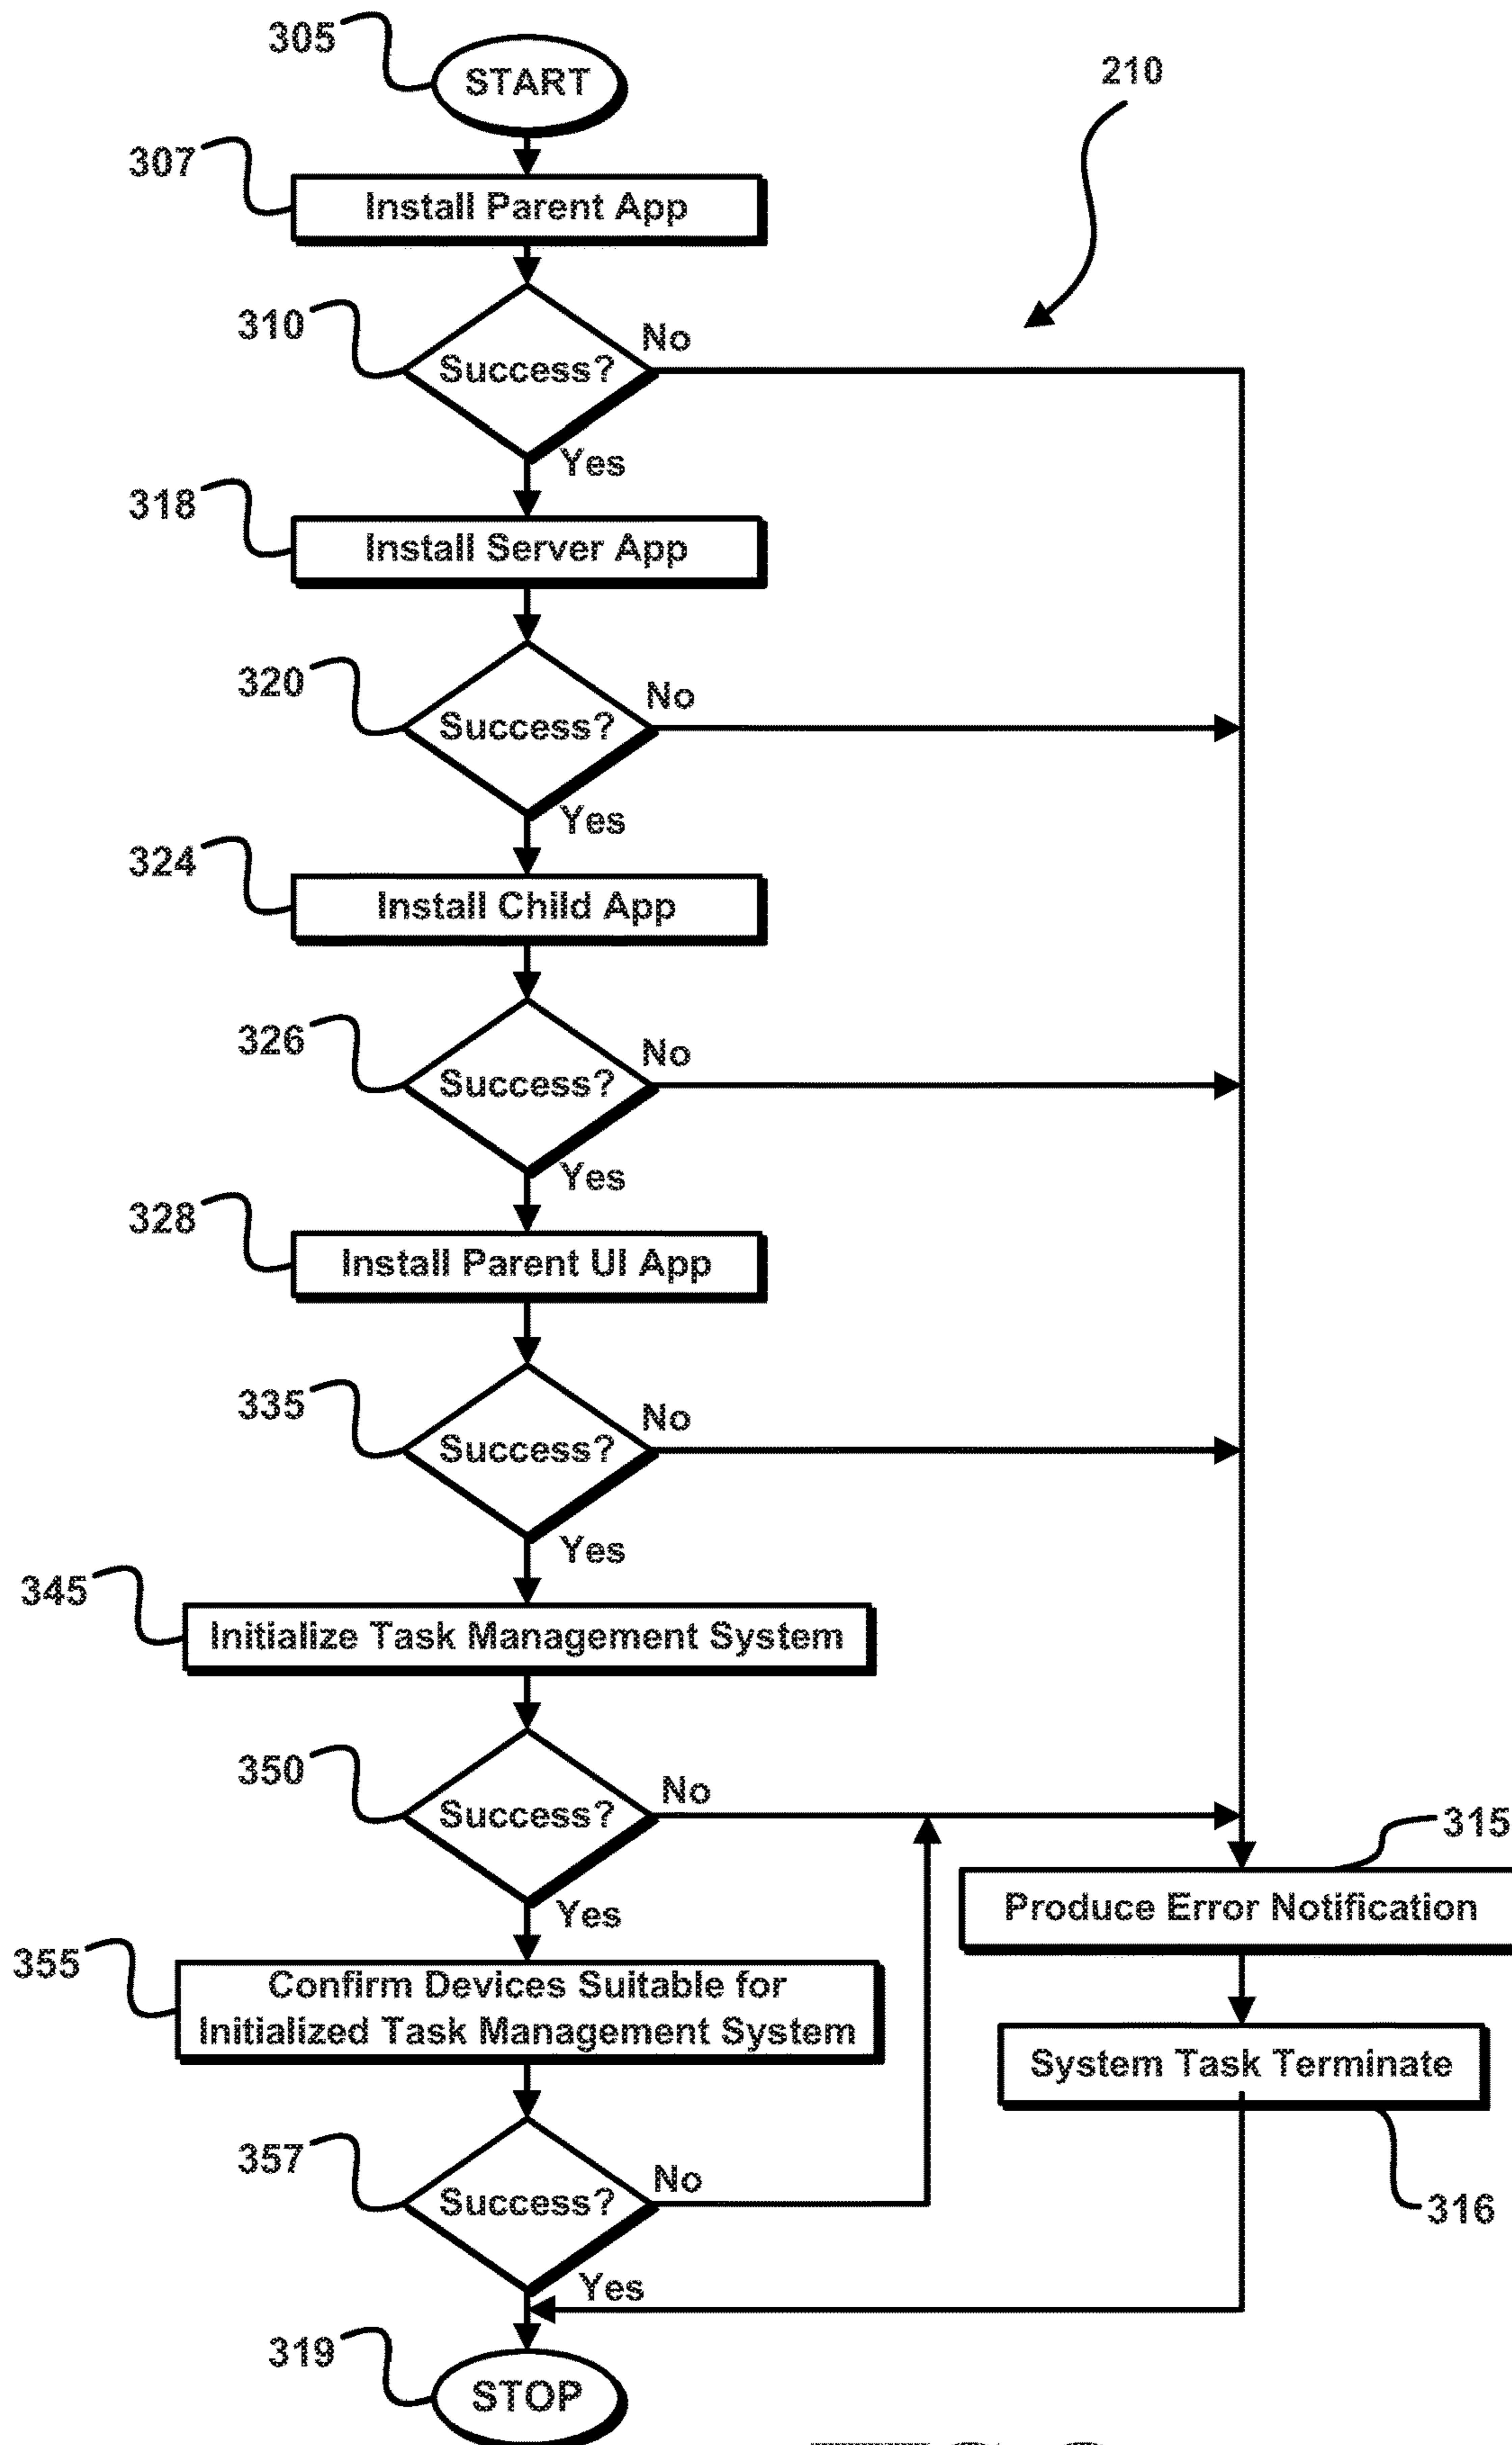 305
START
210
307
Install Parent App
310
Success?
No
Yes
318
Install Server App
320
Success?
No
Yes
324
Install Child App
326
Success?
No
Yes
328
Install Parent UI App
335
Success?
No
Yes
345
Initialize Task Management System
350
Success?
No
Yes
315
Produce Error Notification
355
Confirm Devices Suitable for
Initialized Task Management System
System Task Terminate
316
357
Success?
No
Yes
319
STOP